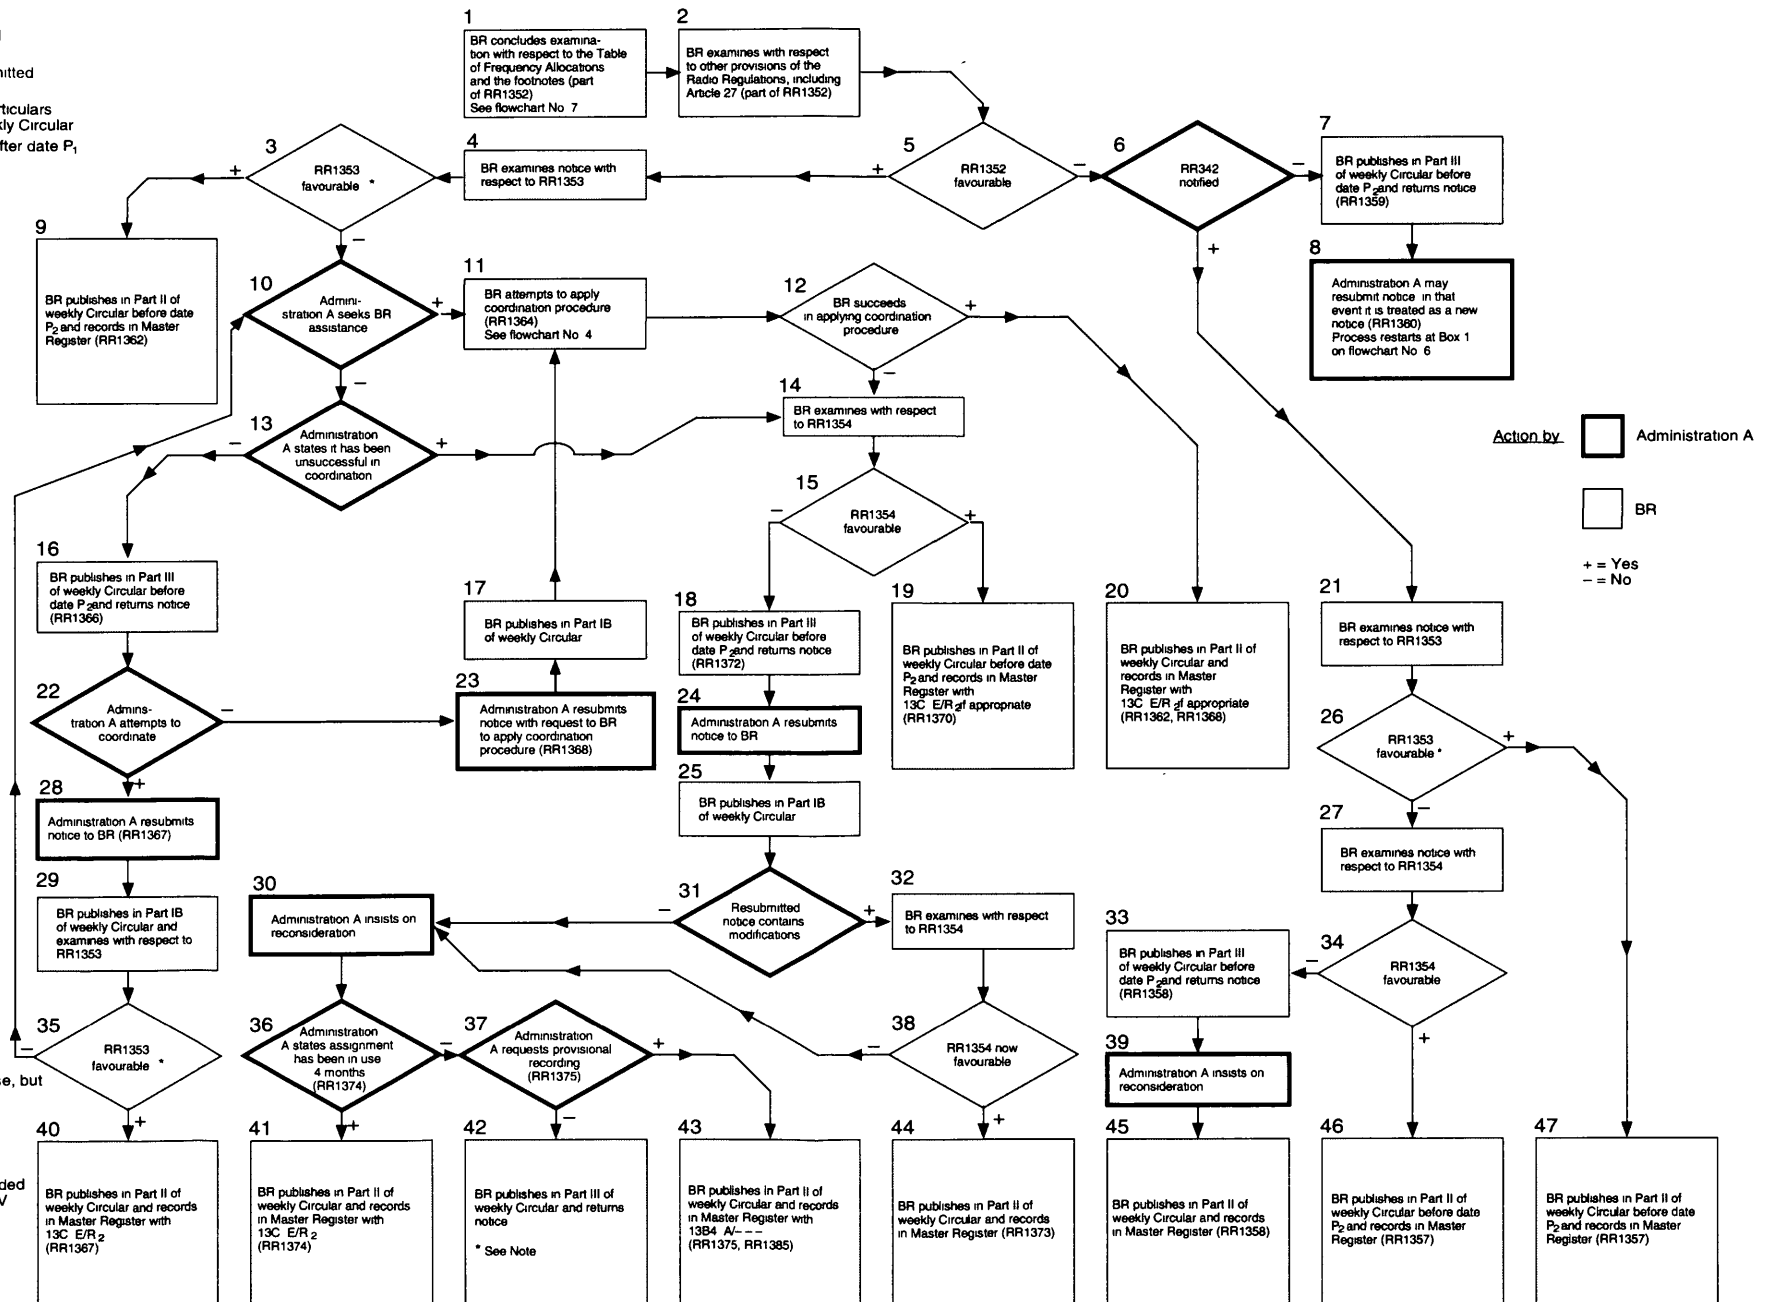 1
BR concludes examina-
tion with respect to the Table
of Frequency Allocations
and the footnotes (part
of RR1352)
See flowchart No 7
2
BR examines with respect
to other provisions of the
Radio Regulations, including
Article 27 (part of RR1352)
itted
rticulars
kly Circular
fter date P1
3
RR1353
favourable *
+
−
4
BR examines notice with
respect to RR1353
5
RR1352
favourable
+
−
6
RR342
notified
−
+
7
BR publishes in Part III
of weekly Circular before
date P2 and returns notice
(RR1359)
8
Administration A may
resubmit notice in that
event it is treated as a new
notice (RR1360)
Process restarts at Box 1
on flowchart No 6
9
BR publishes in Part II of
weekly Circular before date
P2 and records in Master
Register (RR1362)
10
Admini-
stration A seeks BR
assistance
+
−
11
BR attempts to apply
coordination procedure
(RR1364)
See flowchart No 4
12
BR succeeds
in applying coordination
procedure
+
−
13
Administration
A states it has been
unsuccessful in
coordination
−
+
14
BR examines with respect
to RR1354
15
RR1354
favourable
−
+
Action by
Administration A
BR
+ = Yes
− = No
16
BR publishes in Part III
of weekly Circular before
date P2 and returns notice
(RR1366)
17
BR publishes in Part IB
of weekly Circular
18
BR publishes in Part III
of weekly Circular before
date P2 and returns notice
(RR1372)
19
BR publishes in Part II of
weekly Circular before date
P2 and records in Master
Register with
13C E/R2 if appropriate
(RR1370)
20
BR publishes in Part II of
weekly Circular and
records in Master
Register with
13C E/R2 if appropriate
(RR1362, RR1368)
21
BR examines notice with
respect to RR1353
22
Adminis-
tration A attempts to
coordinate
−
+
23
Administration A resubmits
notice with request to BR
to apply coordination
procedure (RR1368)
24
Administration A resubmits
notice to BR
25
BR publishes in Part IB
of weekly Circular
26
RR1353
favourable *
+
−
27
BR examines notice with
respect to RR1354
28
Administration A resubmits
notice to BR (RR1367)
29
BR publishes in Part IB
of weekly Circular and
examines with respect to
RR1353
30
Administration A insists on
reconsideration
31
Resubmitted
notice contains
modifications
−
+
32
BR examines with respect
to RR1354
33
BR publishes in Part III
of weekly Circular before
date P2 and returns notice
(RR1358)
34
RR1354
favourable
−
+
35
RR1353
favourable *
−
+
se, but
36
Administration
A states assignment
has been in use
4 months
(RR1374)
−
+
37
Administration
A requests provisional
recording
(RR1375)
+
−
38
RR1354 now
favourable
−
+
39
Administration A insists on
reconsideration
ded
V
40
BR publishes in Part II of
weekly Circular and records
in Master Register with
13C E/R2
(RR1367)
41
BR publishes in Part II of
weekly Circular and records
in Master Register with
13C E/R2
(RR1374)
42
BR publishes in Part III of
weekly Circular and returns
notice
* See Note
43
BR publishes in Part II of
weekly Circular and records
in Master Register with
13B4 A/− − −
(RR1375, RR1385)
44
BR publishes in Part II of
weekly Circular and records
in Master Register (RR1373)
45
BR publishes in Part II of
weekly Circular and records
in Master Register (RR1358)
46
BR publishes in Part II of
weekly Circular before date
P2 and records in Master
Register (RR1357)
47
BR publishes in Part II of
weekly Circular before date
P2 and records in Master
Register (RR1357)